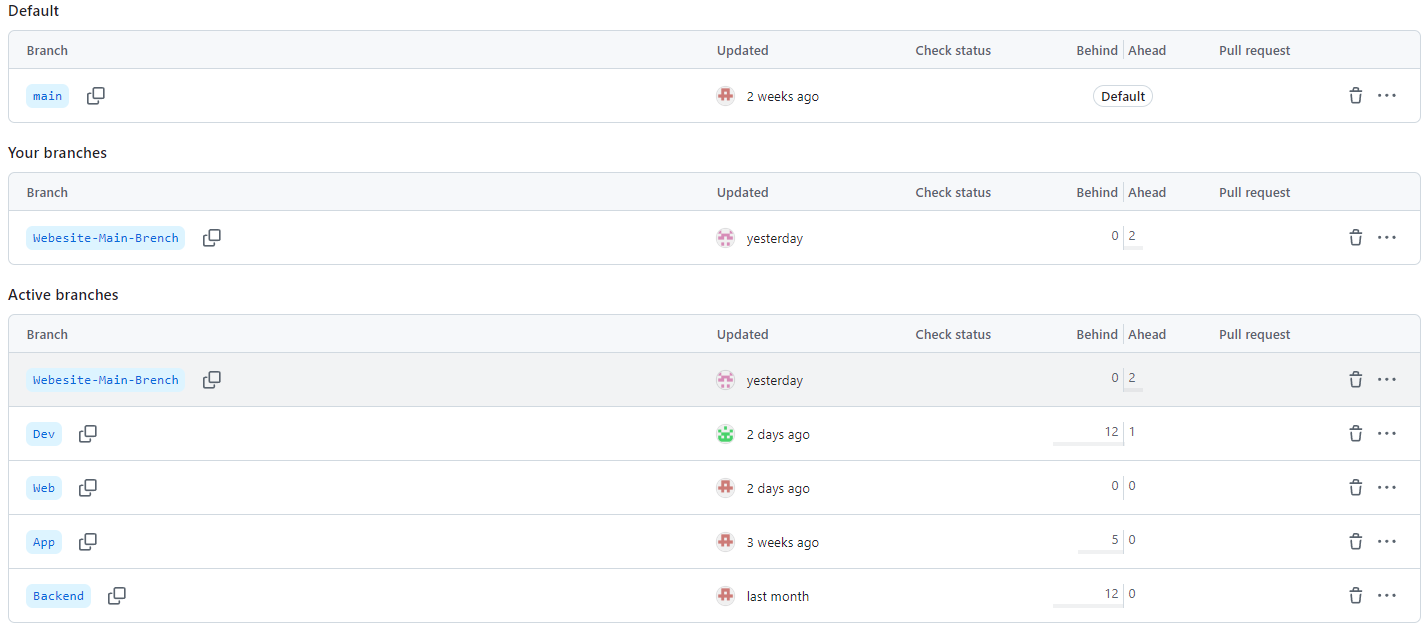 Default
Branch Updated Check status Behind Ahead Pull request
main 2 weeks ago Default
Your branches
Branch Updated Check status Behind Ahead Pull request
Webesite-Main-Brench yesterday 0 2
Active branches
Branch Updated Check status Behind Ahead Pull request
Webesite-Main-Brench yesterday 0 2
Dev 2 days ago 12 1
Web 2 days ago 0 0
App 3 weeks ago 5 0
Backend last month 12 0